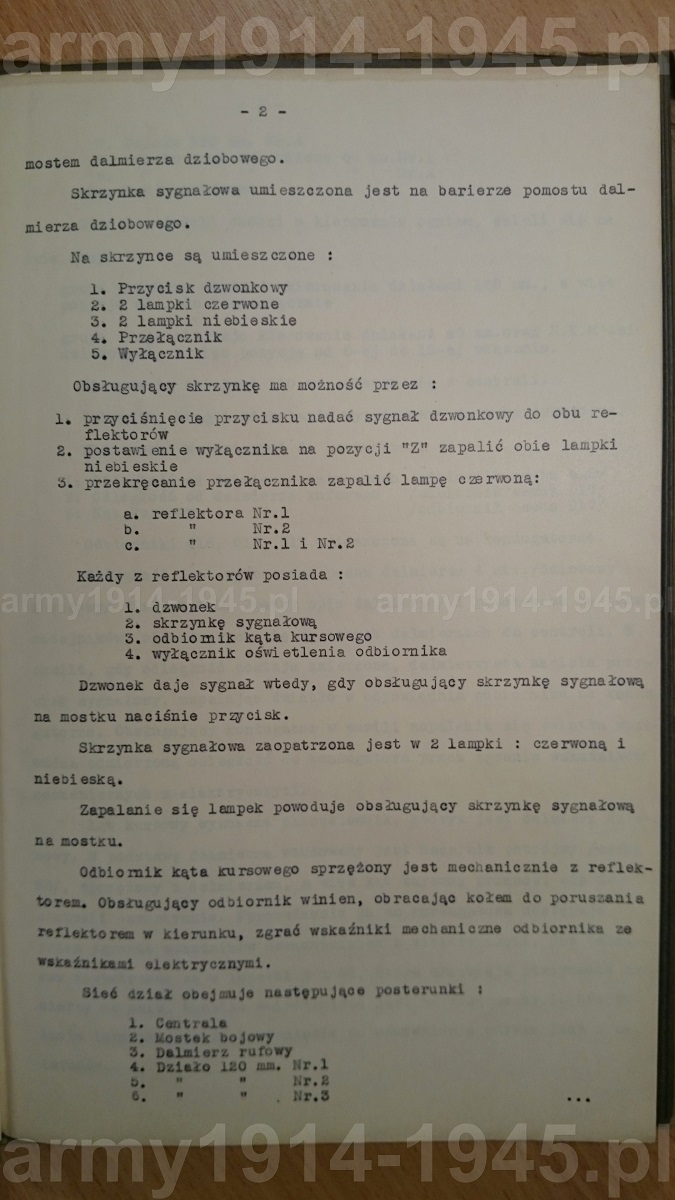 army1914-1945.pl
- 2 -
mostem dalmierza dziobowego.
Skrzynka sygnałowa umieszczona jest na barierze pomostu dal-
mierza dziobowego.
Na skrzynce są umieszczone :
1. Przycisk dzwonkowy
2. 2 lampki czerwone
3. 2 lampki niebieskie
4. Przełącznik
5. Wyłącznik
Obsługujący skrzynkę ma możność przez :
1. przyciśnięcie przycisku nadać sygnał dzwonkowy do obu re-
flektorów
2. postawienie wyłącznika na pozycji "Z" zapalić obie lampki
niebieskie
3. przekręcanie przełącznika zapalić lampę czerwoną:
a. reflektora Nr.1
b. " Nr.2
c. " Nr.1 i Nr.2
Każdy z reflektorów posiada :
army1914-1945.pl army1914-1945.pl
1. dzwonek
2. skrzynkę sygnałową
3. odbiornik kąta kursowego
4. wyłącznik oświetlenia odbiornika
Dzwonek daje sygnał wtedy, gdy obsługujący skrzynkę sygnałową
na mostku naciśnie przycisk.
Skrzynka sygnałowa zaopatrzona jest w 2 lampki : czerwoną i
niebieską.
Zapalanie się lampek powoduje obsługujący skrzynkę sygnałową
na mostku.
Odbiornik kąta kursowego sprzężony jest mechanicznie z reflek-
torem. Obsługujący odbiornik winien, obracając kołem do poruszania
reflektorem w kierunku, zgrać wskaźniki mechaniczne odbiornika ze
wskaźnikami elektrycznymi.
Sieć dział obejmuje następujące posterunki :
1. Centrala
2. Mostek bojowy
3. Dalmierz rufowy
4. Działo 120 mm. Nr.1
5. " " Nr.2
6. " " Nr.3
...
army1914-1945.pl